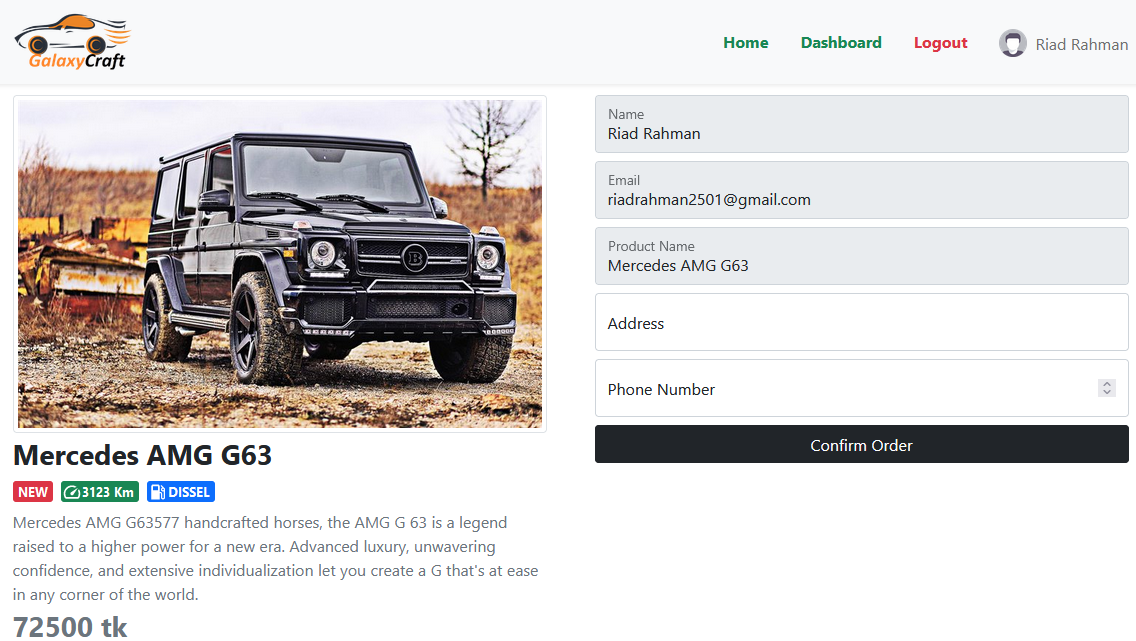 GalaxyCraft
Home
Dashboard
Logout
Riad Rahman
B
Mercedes AMG G63
NEW
3123 Km
DISSEL
Mercedes AMG G63577 handcrafted horses, the AMG G 63 is a legend
raised to a higher power for a new era. Advanced luxury, unwavering
confidence, and extensive individualization let you create a G that's at ease
in any corner of the world.
72500 tk
Name
Riad Rahman
Email
riadrahman2501@gmail.com
Product Name
Mercedes AMG G63
Address
Phone Number
Confirm Order